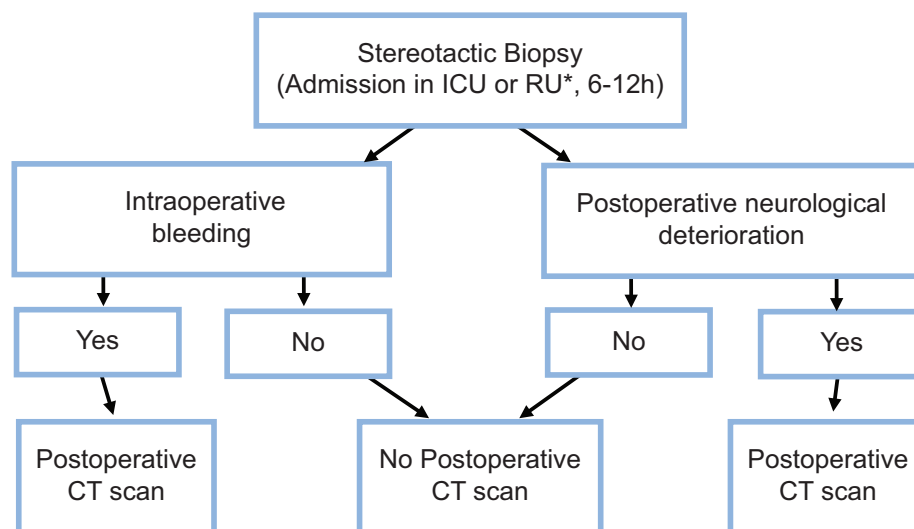 Stereotactic Biopsy
(Admission in ICU or RU*, 6-12h)
Intraoperative
bleeding
Postoperative neurological
deterioration
Yes
No
No
Yes
Postoperative
CT scan
No Postoperative
CT scan
Postoperative
CT scan